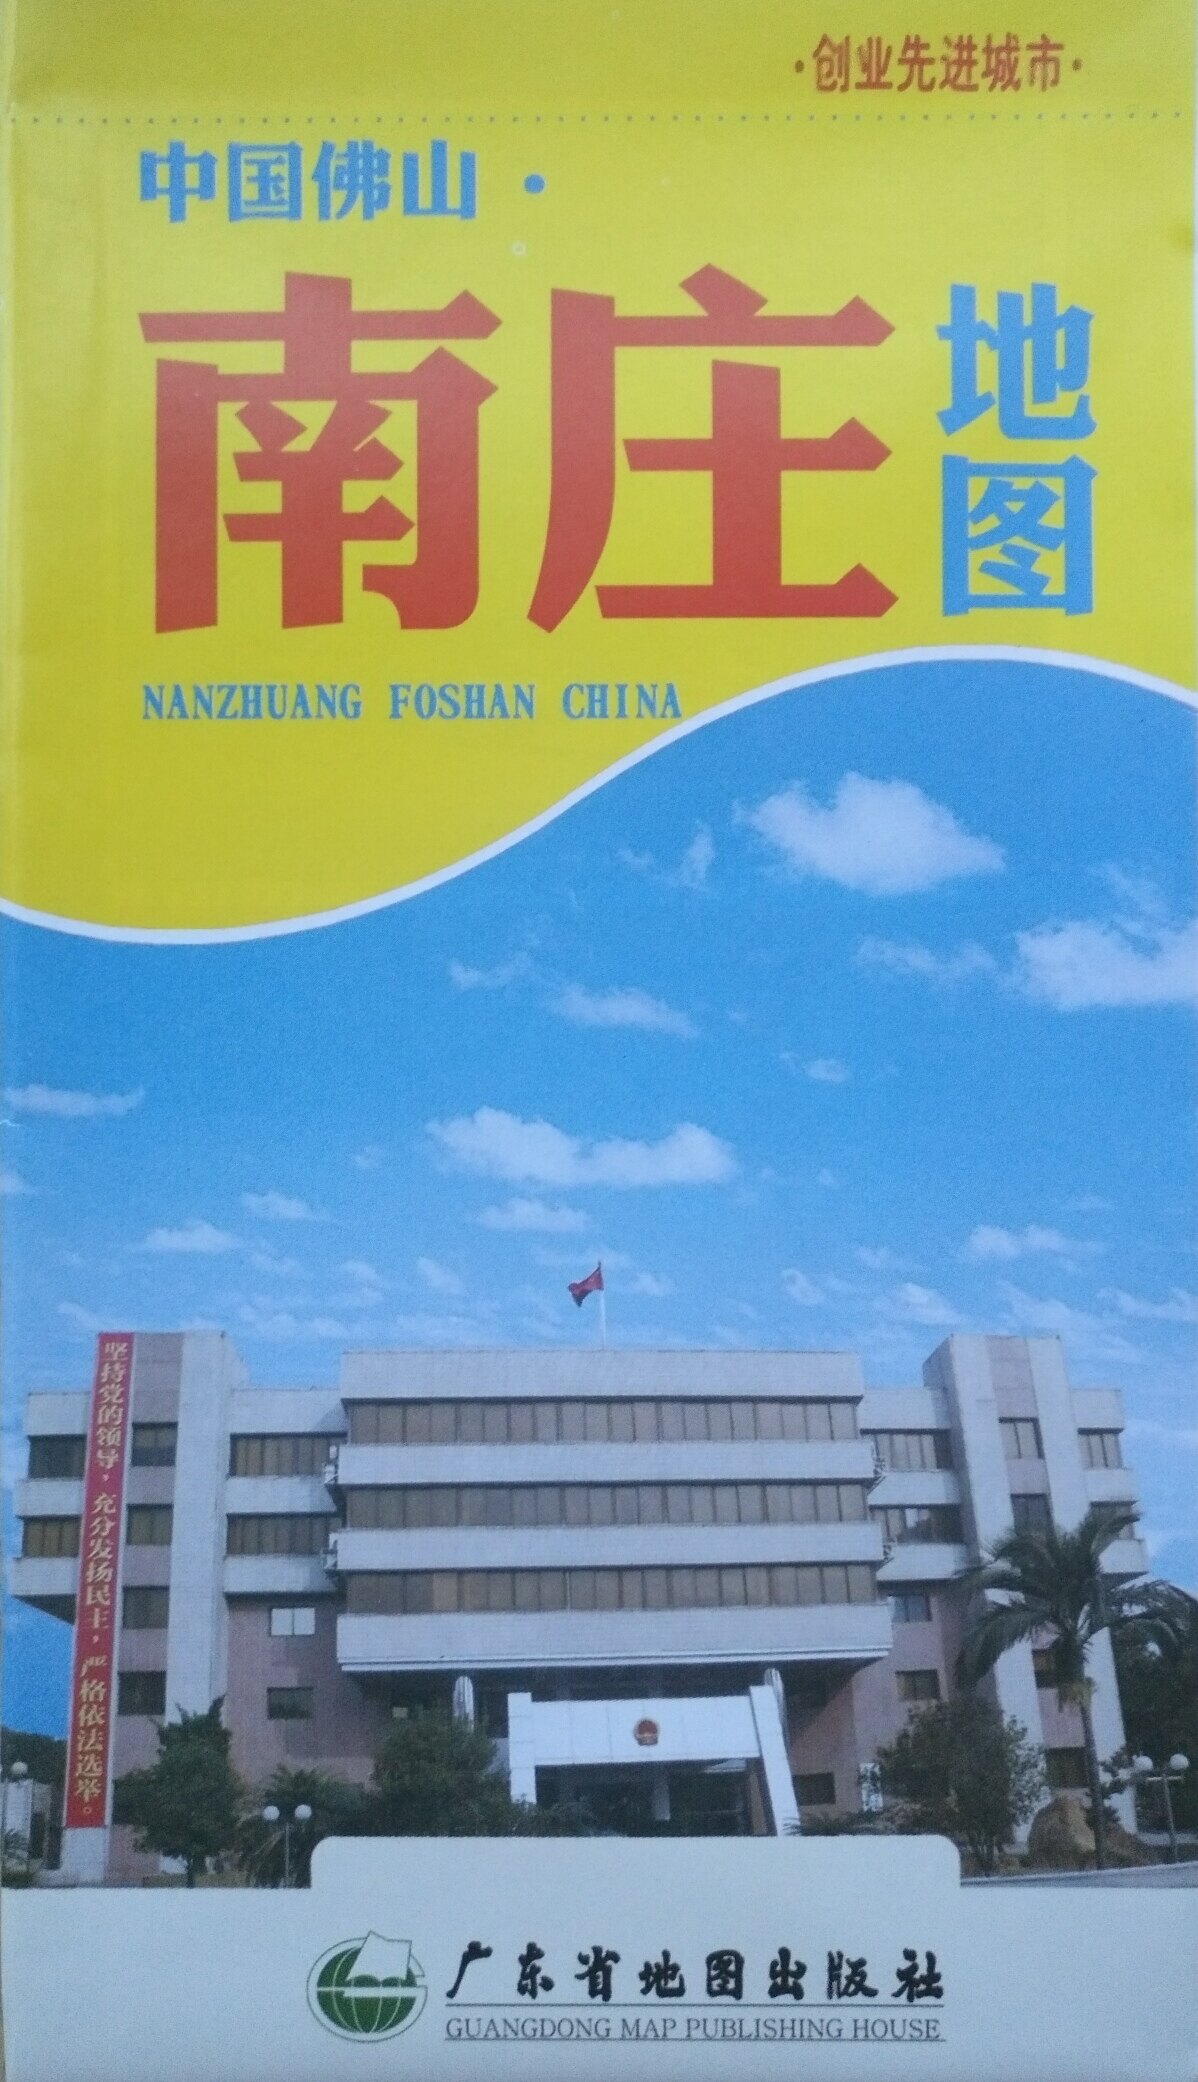 ·创业先进城市·
中国佛山·
南庄
地图
NANZHUANG FOSHAN CHINA
坚持党的领导，充分发扬民主，严格依法选举。
广东省地图出版社
GUANGDONG MAP PUBLISHING HOUSE